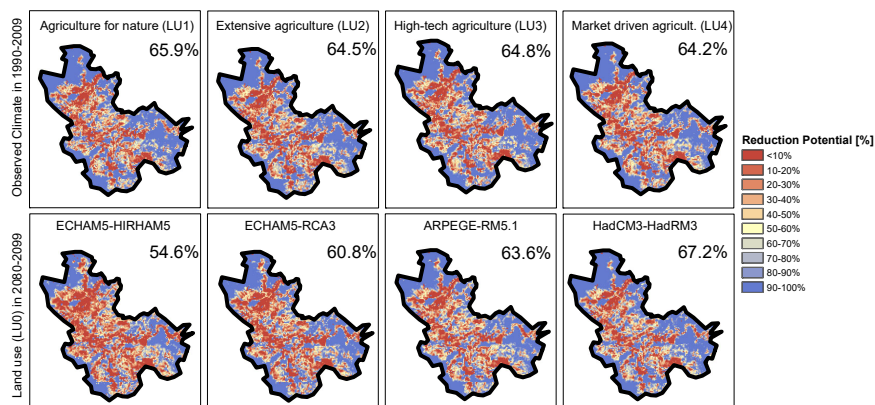 Observed Climate in 1990-2009
Agriculture for nature (LU1)
65.9%
Extensive agriculture (LU2)
64.5%
High-tech agriculture (LU3)
64.8%
Market driven agricult. (LU4)
64.2%
Land use (LU0) in 2080-2099
ECHAM5-HIRHAM5
54.6%
ECHAM5-RCA3
60.8%
ARPEGE-RM5.1
63.6%
HadCM3-HadRM3
67.2%
Reduction Potential [%]
<10%
10-20%
20-30%
30-40%
40-50%
50-60%
60-70%
70-80%
80-90%
90-100%